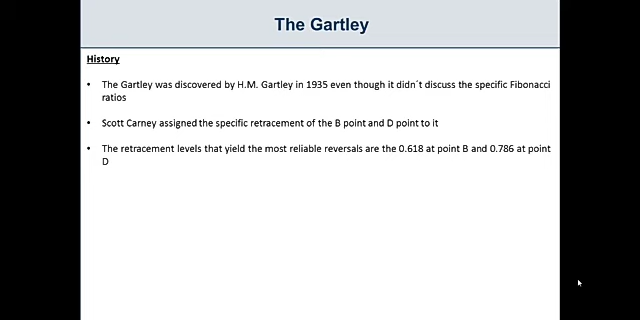 The Gartley
History
• The Gartley was discovered by H.M. Gartley in 1935 even though it didn´t discuss the specific Fibonacci
ratios
• Scott Carney assigned the specific retracement of the B point and D point to it
• The retracement levels that yield the most reliable reversals are the 0.618 at point B and 0.786 at point
D